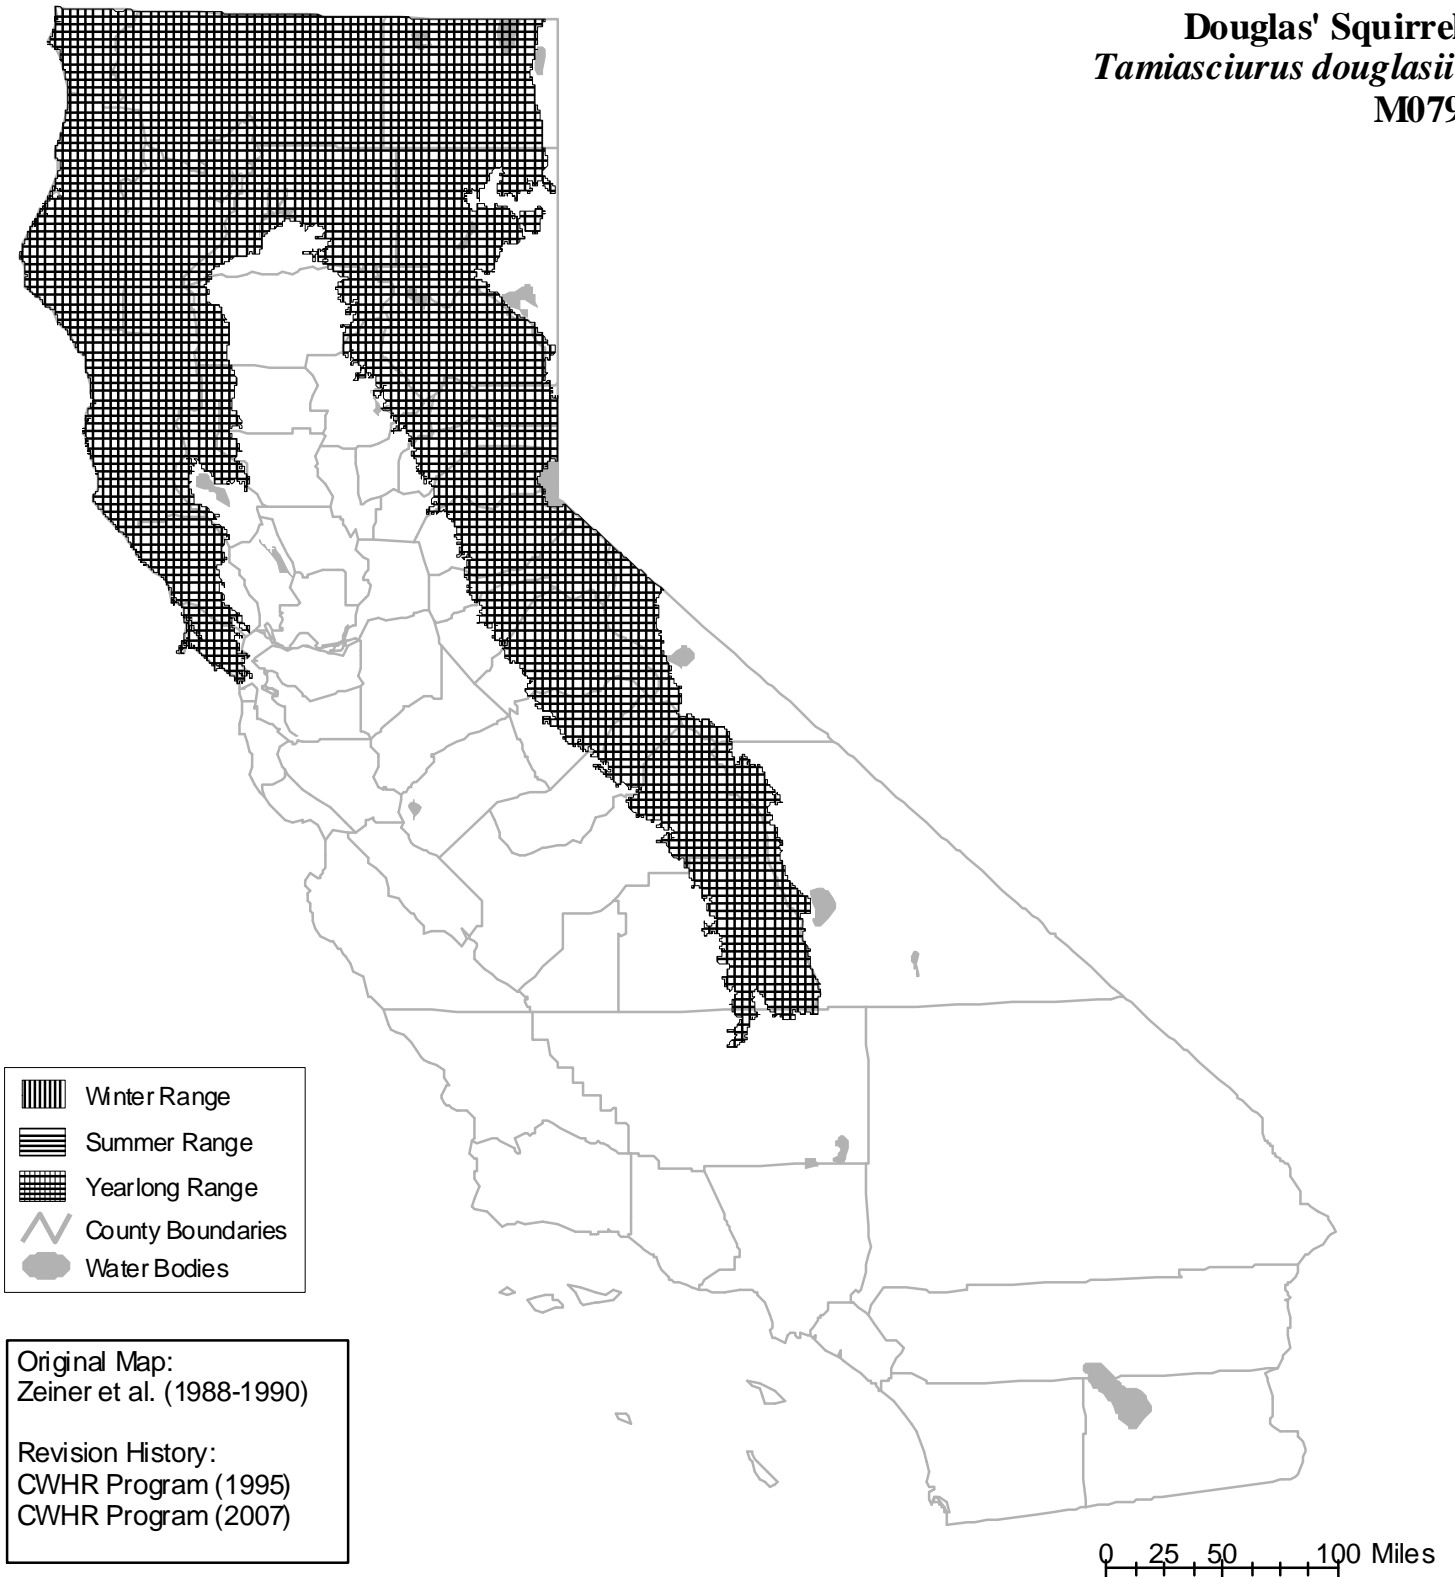 Douglas' Squirrel
Tamiasciurus douglasii
M079
Winter Range
Summer Range
Yearlong Range
County Boundaries
Water Bodies
Original Map:
Zeiner et al. (1988-1990)
Revision History:
CWHR Program (1995)
CWHR Program (2007)
0 25 50 100 Miles